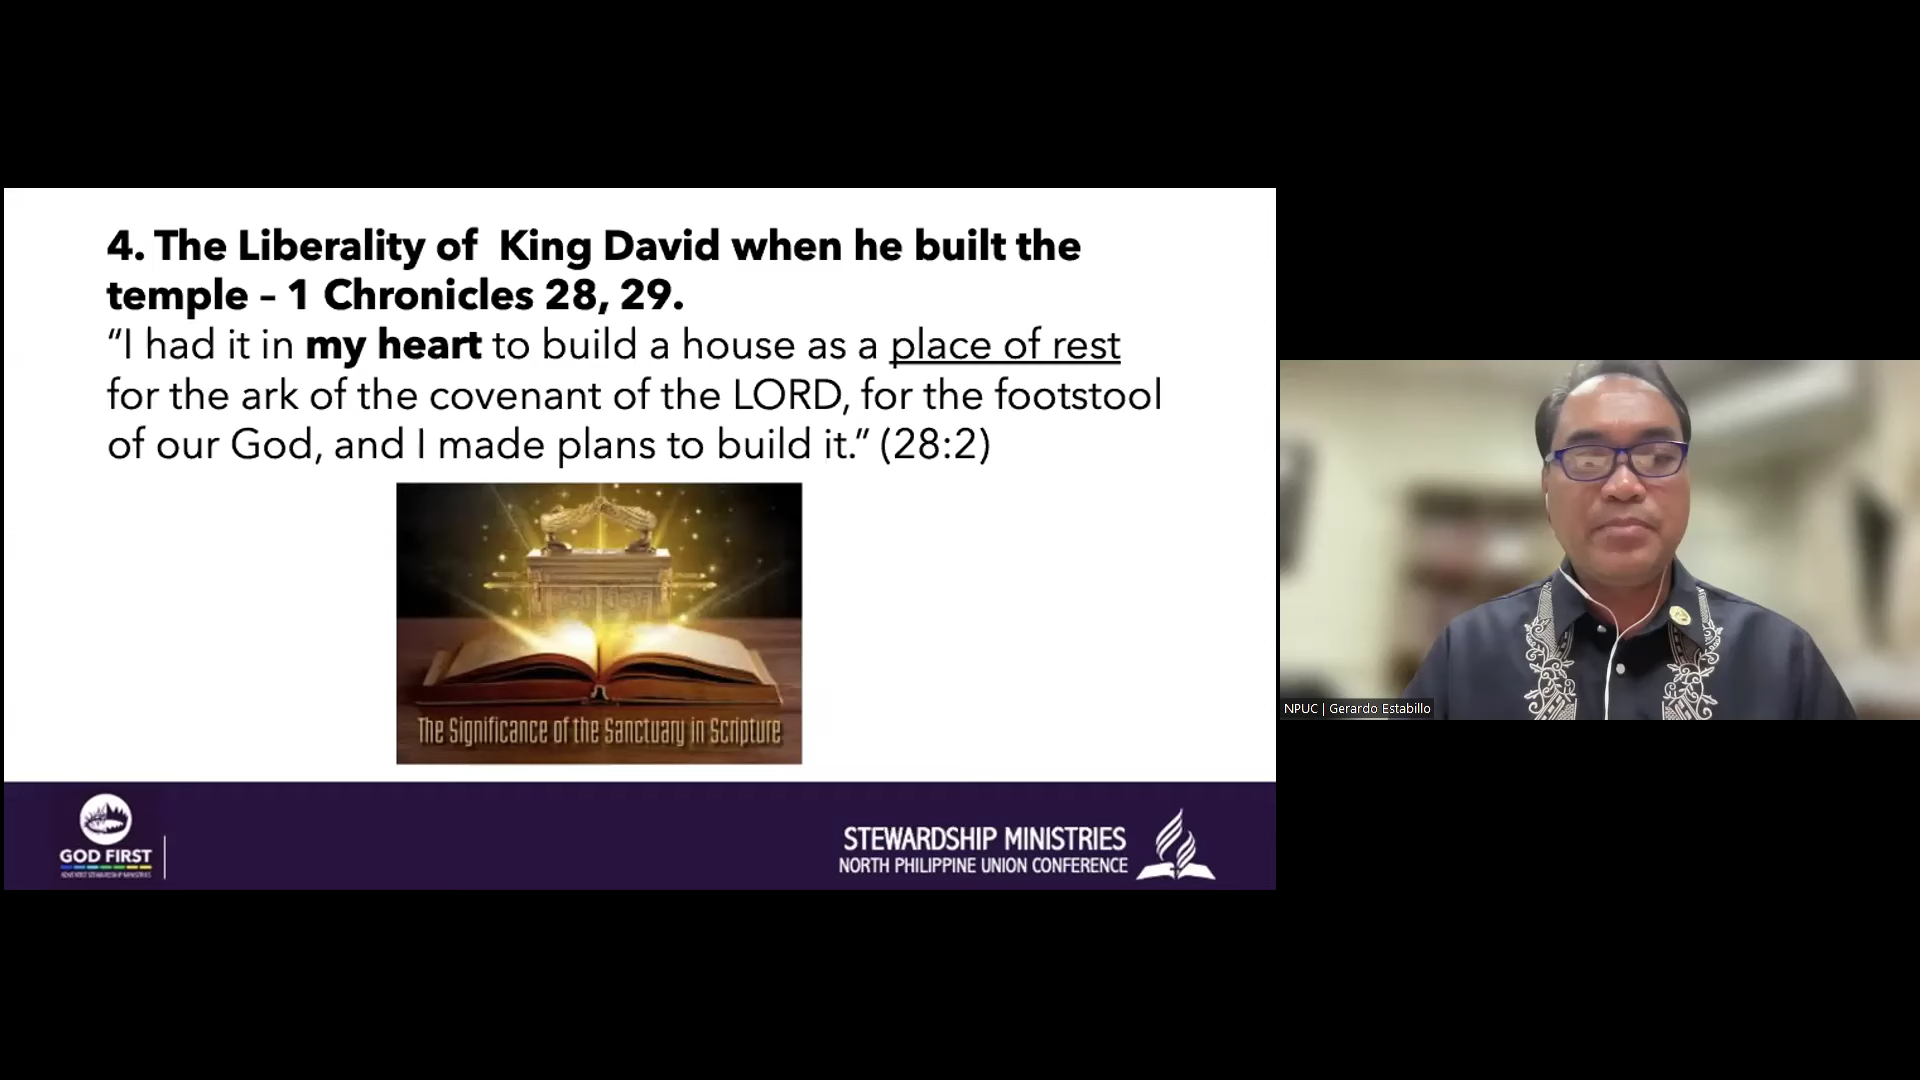 4. The Liberality of King David when he built the
temple – 1 Chronicles 28, 29.
“I had it in my heart to build a house as a place of rest
for the ark of the covenant of the LORD, for the footstool
of our God, and I made plans to build it.” (28:2)
The Significance of the Sanctuary in Scripture
GOD FIRST
ADVENTIST STEWARDSHIP MINISTRIES
STEWARDSHIP MINISTRIES
NORTH PHILIPPINE UNION CONFERENCE
NPUC | Gerardo Estabillo